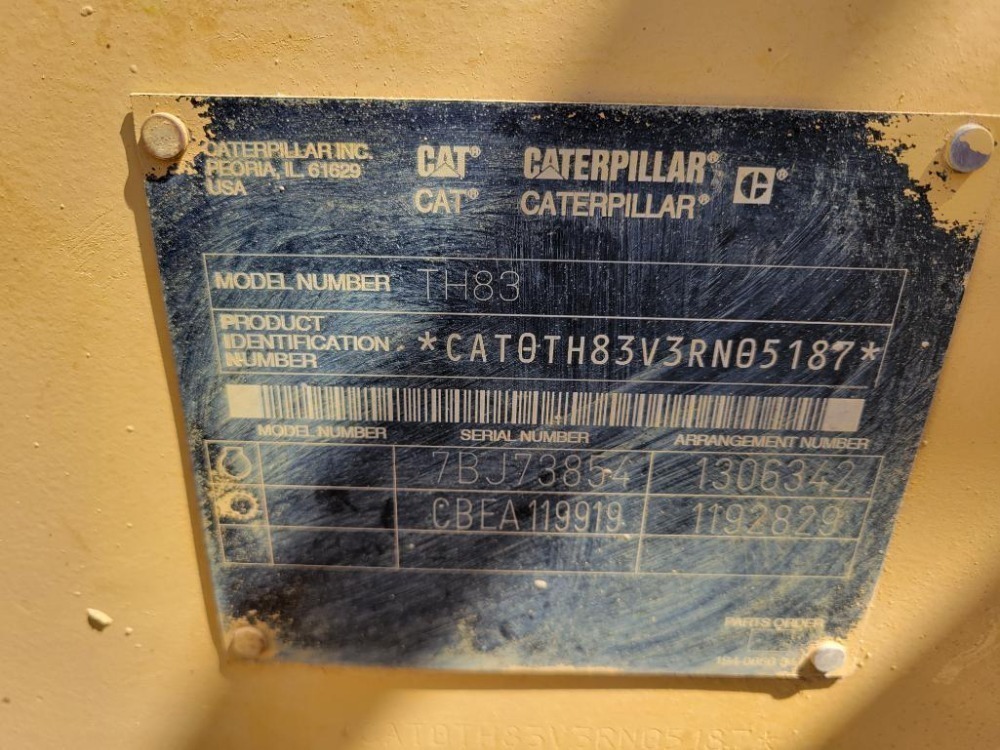 CATERPILLAR INC.
PEORIA, IL 61629
USA
CAT® CATERPILLAR® C®
CAT® CATERPILLAR®
MODEL NUMBER TH83
PRODUCT
IDENTIFICATION
NUMBER *CAT0TH83V3RN05187*
MODEL NUMBER SERIAL NUMBER ARRANGEMENT NUMBER
7BJ73854 1306342
CBEA119919 1192829
PARTS ORDER
AT0TH83V3RN05187*